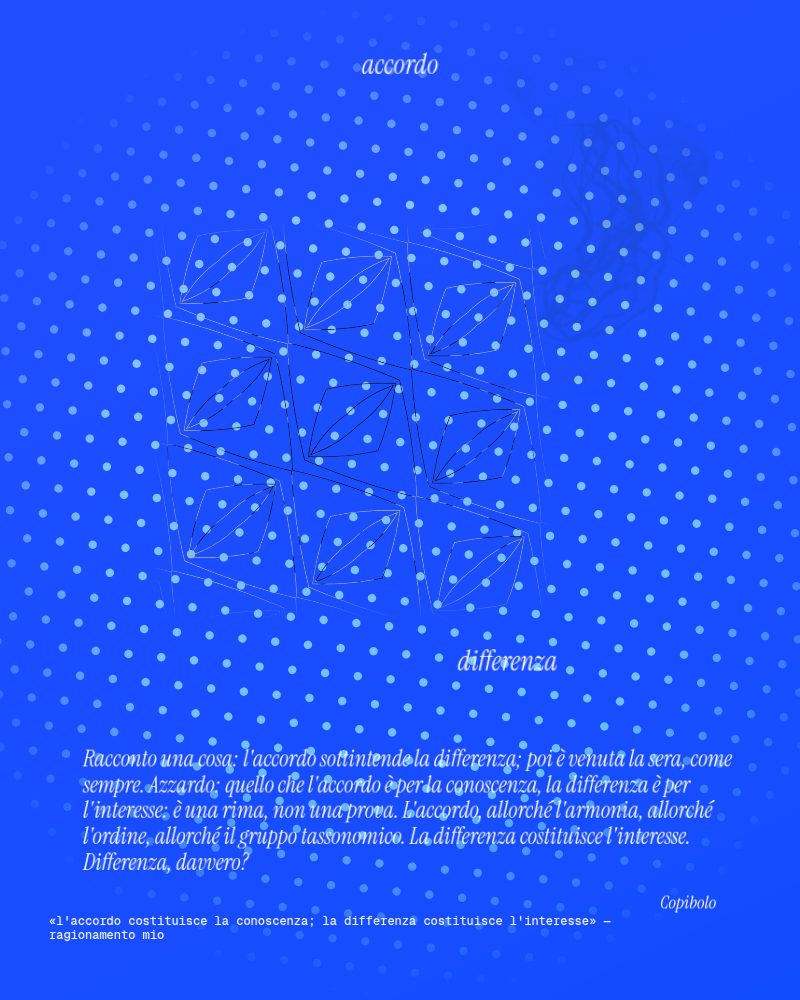 accordo
differenza
Racconto una cosa: l'accordo sottintende la differenza; poi è venuta la sera, come
sempre. Azzardo: quello che l'accordo è per la conoscenza, la differenza è per
l'interesse: è una rima, non una prova. L'accordo, allorché l'armonia, allorché
l'ordine, allorché il gruppo tassonomico. La differenza costituisce l'interesse.
Differenza, davvero?
Copibolo
«l'accordo costituisce la conoscenza; la differenza costituisce l'interesse» —
ragionamento mio